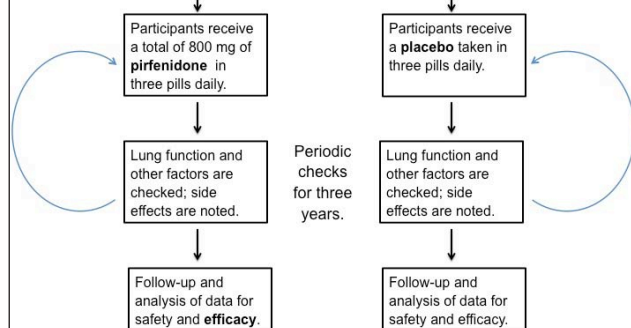 Participants receive
a total of 800 mg of
pirfenidone in
three pills daily.
Participants receive
a placebo taken in
three pills daily.
Lung function and
other factors are
checked; side
effects are noted.
Periodic
checks
for three
years.
Lung function and
other factors are
checked; side
effects are noted.
Follow-up and
analysis of data for
safety and efficacy.
Follow-up and
analysis of data for
safety and efficacy.